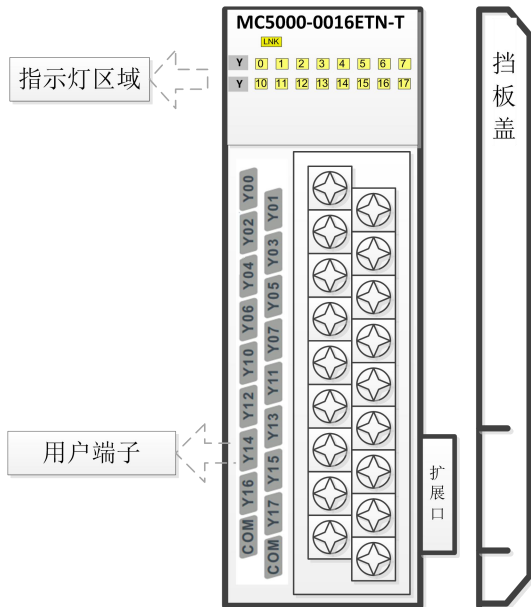 MC5000-0016ETN-T
LNK
Y 0 1 2 3 4 5 6 7
Y 10 11 12 13 14 15 16 17
指示灯区域
挡板盖
Y00
Y01
Y02
Y03
Y04
Y05
Y06
Y07
Y10
Y11
Y12
Y13
Y14
Y15
Y16
Y17
COM
COM
用户端子
扩展口